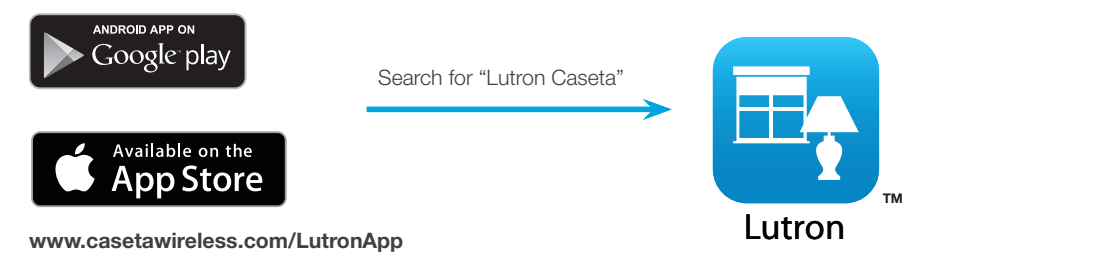 ANDROID APP ON
Google play
Search for “Lutron Caseta”
Available on the
App Store
TM
Lutron
www.casetawireless.com/LutronApp